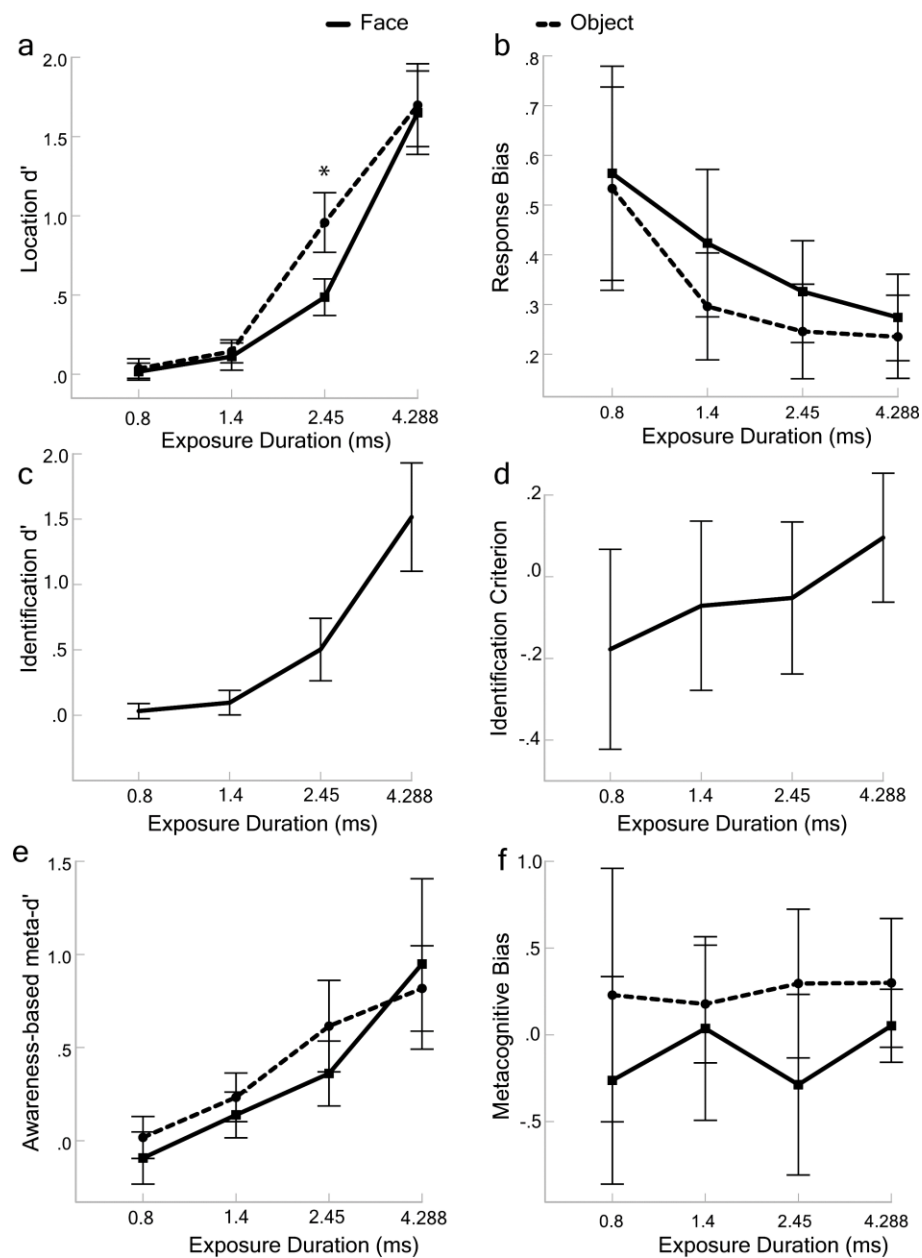 Face Object
a
Location d'
2.0
1.5
1.0
.5
.0
*
0.8 1.4 2.45 4.288
Exposure Duration (ms)
b
Response Bias
.8
.7
.6
.5
.4
.3
.2
0.8 1.4 2.45 4.288
Exposure Duration (ms)
c
Identification d'
2.0
1.5
1.0
.5
.0
0.8 1.4 2.45 4.288
Exposure Duration (ms)
d
Identification Criterion
.2
.0
-.2
-.4
0.8 1.4 2.45 4.288
Exposure Duration (ms)
e
Awareness-based meta-d'
1.5
1.0
.5
.0
0.8 1.4 2.45 4.288
Exposure Duration (ms)
f
Metacognitive Bias
1.0
.5
.0
-.5
0.8 1.4 2.45 4.288
Exposure Duration (ms)